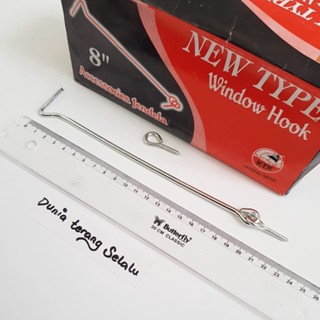 8"
NEW TYPE
Window Hook
Accessories Jendela
Dunia
terang Selalu
Butterfly
30 CM CLASSIC